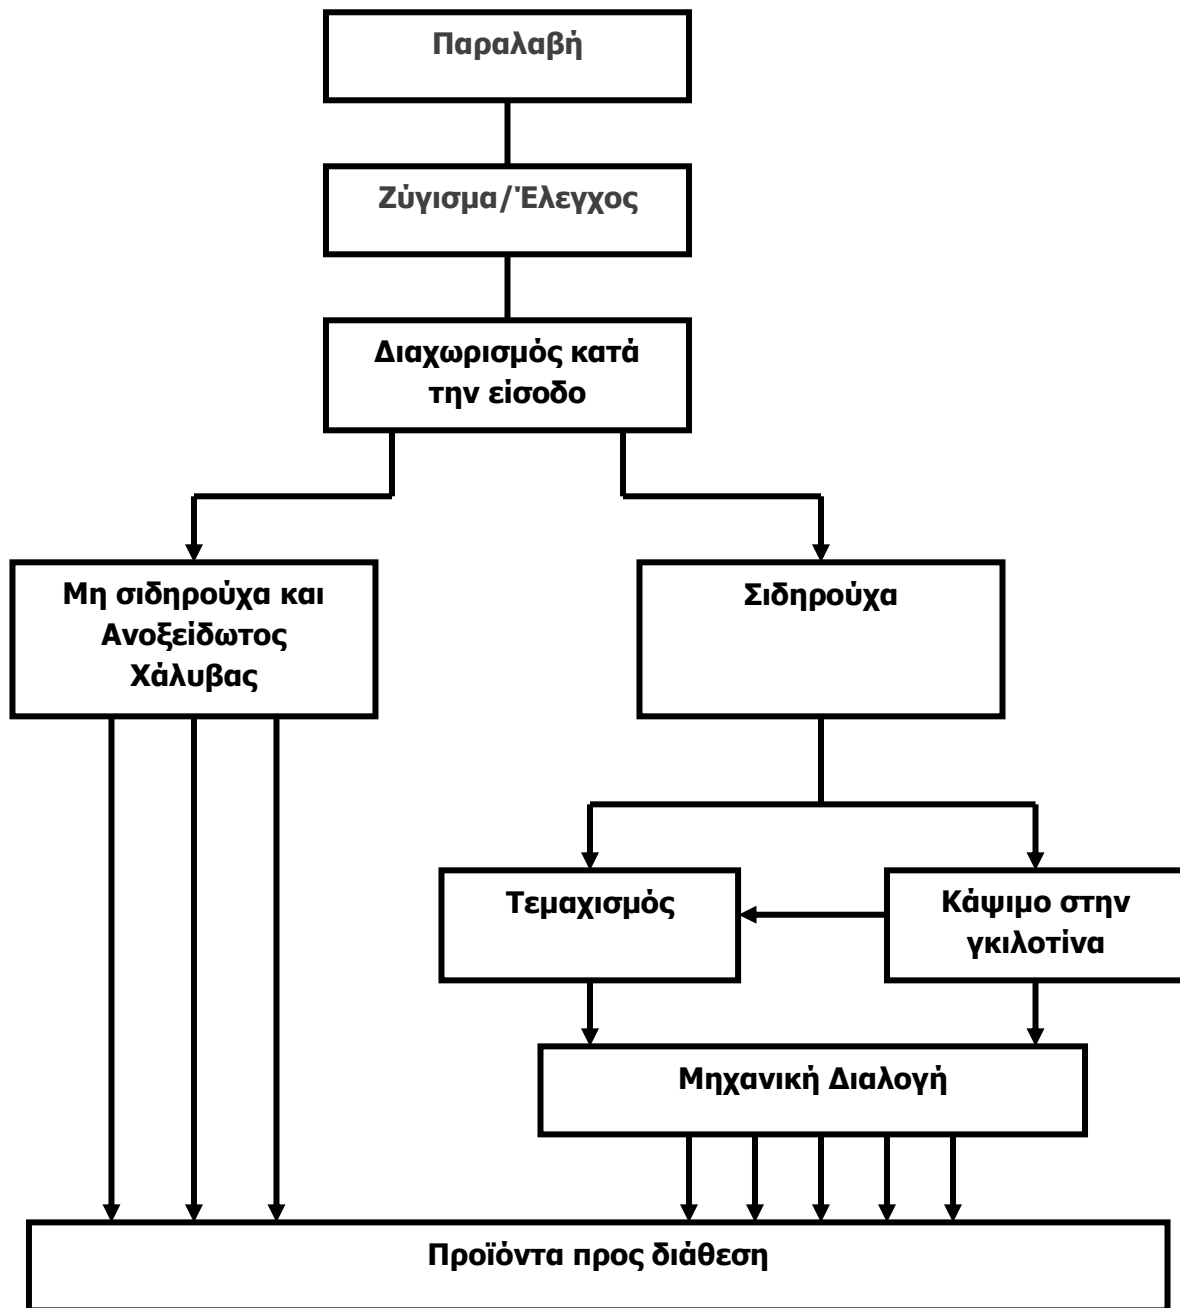 Παραλαβή
Ζύγισμα/Έλεγχος
Διαχωρισμός κατά
την είσοδο
Μη σιδηρούχα και
Ανοξείδωτος
Χάλυβας
Σιδηρούχα
Τεμαχισμός
Κάψιμο στην
γκιλοτίνα
Μηχανική Διαλογή
Προϊόντα προς διάθεση